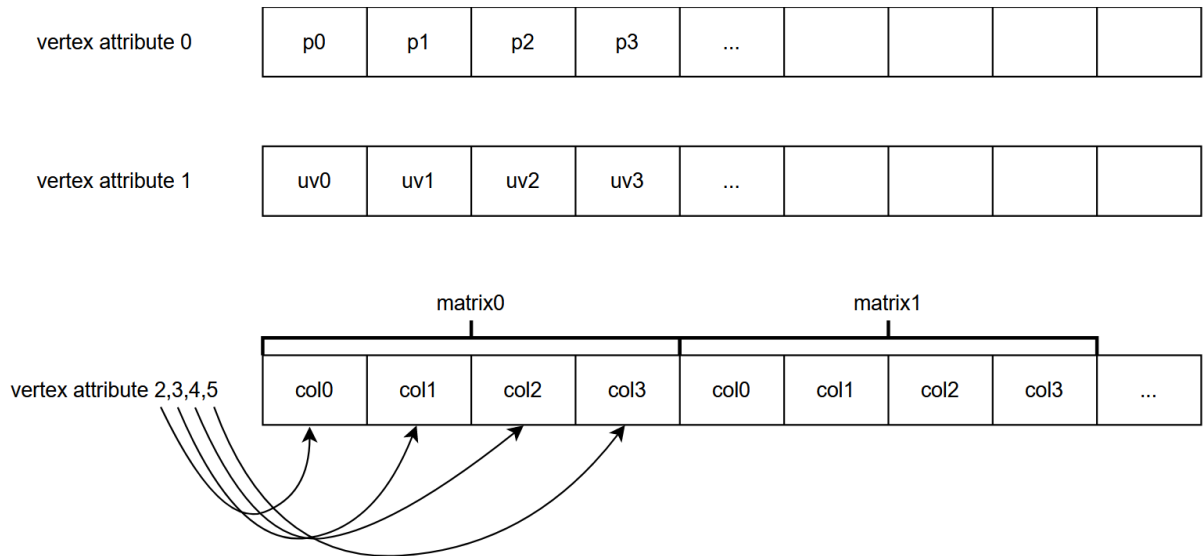 vertex attribute 0 p0 p1 p2 p3 ...
vertex attribute 1 uv0 uv1 uv2 uv3 ...
matrix0 matrix1
vertex attribute 2,3,4,5 col0 col1 col2 col3 col0 col1 col2 col3 ...